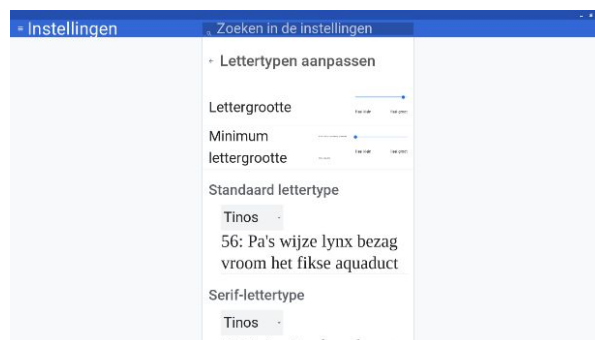 Instellingen
Zoeken in de instellingen
Lettertypen aanpassen
Lettergrootte
Minimum
lettergrootte
Standaard lettertype
Tinos
56: Pa's wijze lynx bezag
vroom het fikse aquaduct
Serif-lettertype
Tinos